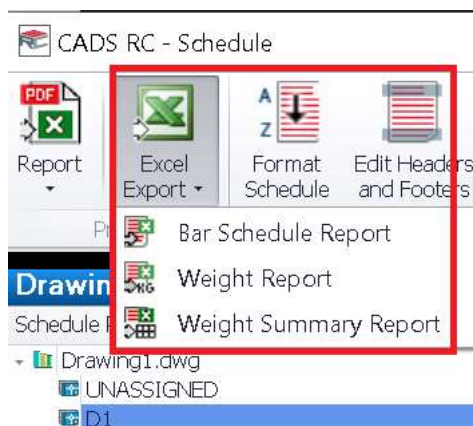 CADS RC - Schedule
PDF
Report
Excel
Export
A
Z
Format
Schedule
Edit Headers
and Footers
Bar Schedule Report
KG
Weight Report
Weight Summary Report
Drawin
Schedule
Drawing1.dwg
UNASSIGNED
D1